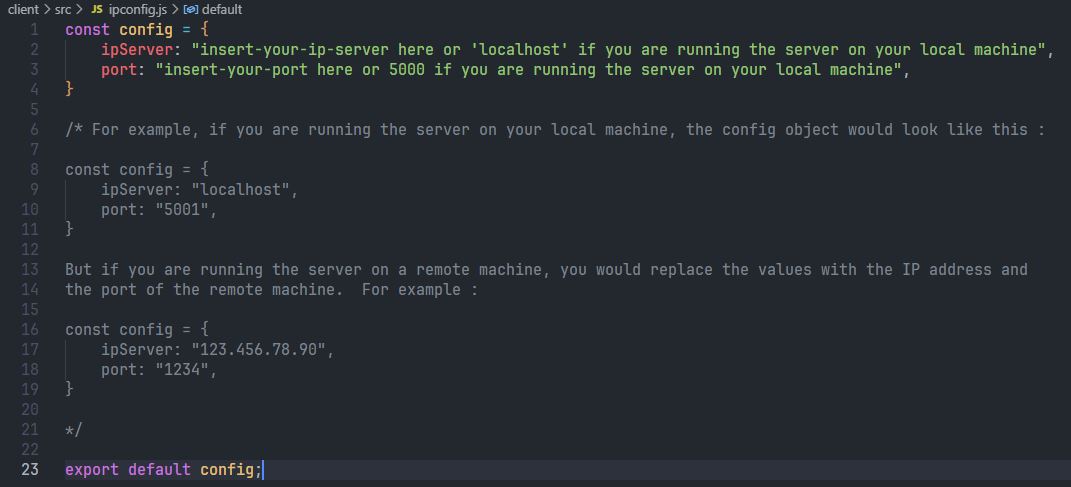 client > src > JS ipconfig.js > default
1 const config = {
2 ipServer: "insert-your-ip-server here or 'localhost' if you are running the server on your local machine",
3 port: "insert-your-port here or 5000 if you are running the server on your local machine",
4 }
5
6 /* For example, if you are running the server on your local machine, the config object would look like this :
7
8 const config = {
9 ipServer: "localhost",
10 port: "5001",
11 }
12
13 But if you are running the server on a remote machine, you would replace the values with the IP address and
14 the port of the remote machine.  For example :
15
16 const config = {
17 ipServer: "123.456.78.90",
18 port: "1234",
19 }
20
21 */
22
23 export default config;